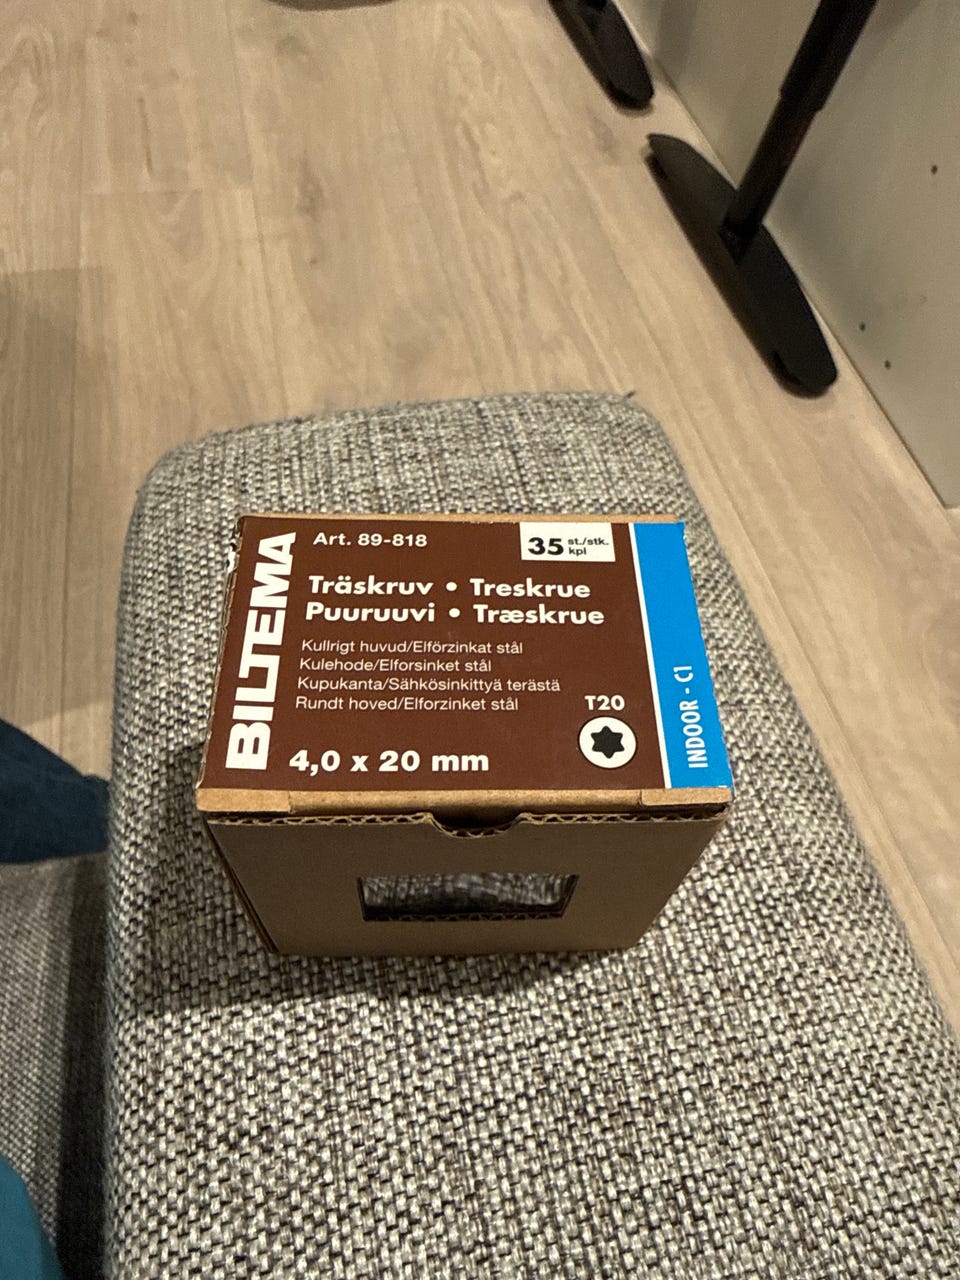 BILTEMA
Art. 89-818
35 st./stk.
kpl
Träskruv • Treskrue
Puuruuvi • Træskrue
Kullrigt huvud/Elförzinkat stål
Kulehode/Elforsinket stål
Kupukanta/Sähkösinkittyä terästä
Rundt hoved/Elforzinket stål
T20
4,0 x 20 mm
INDOOR - C1